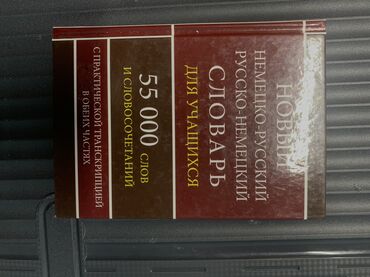 НОВЫЙ
НЕМЕЦКО-РУССКИЙ
РУССКО-НЕМЕЦКИЙ
СЛОВАРЬ
ДЛЯ УЧАЩИХСЯ
55 000 СЛОВ
И СЛОВОСОЧЕТАНИЙ
С ПРАКТИЧЕСКОЙ ТРАНСКРИПЦИЕЙ
В ОБЕИХ ЧАСТЯХ